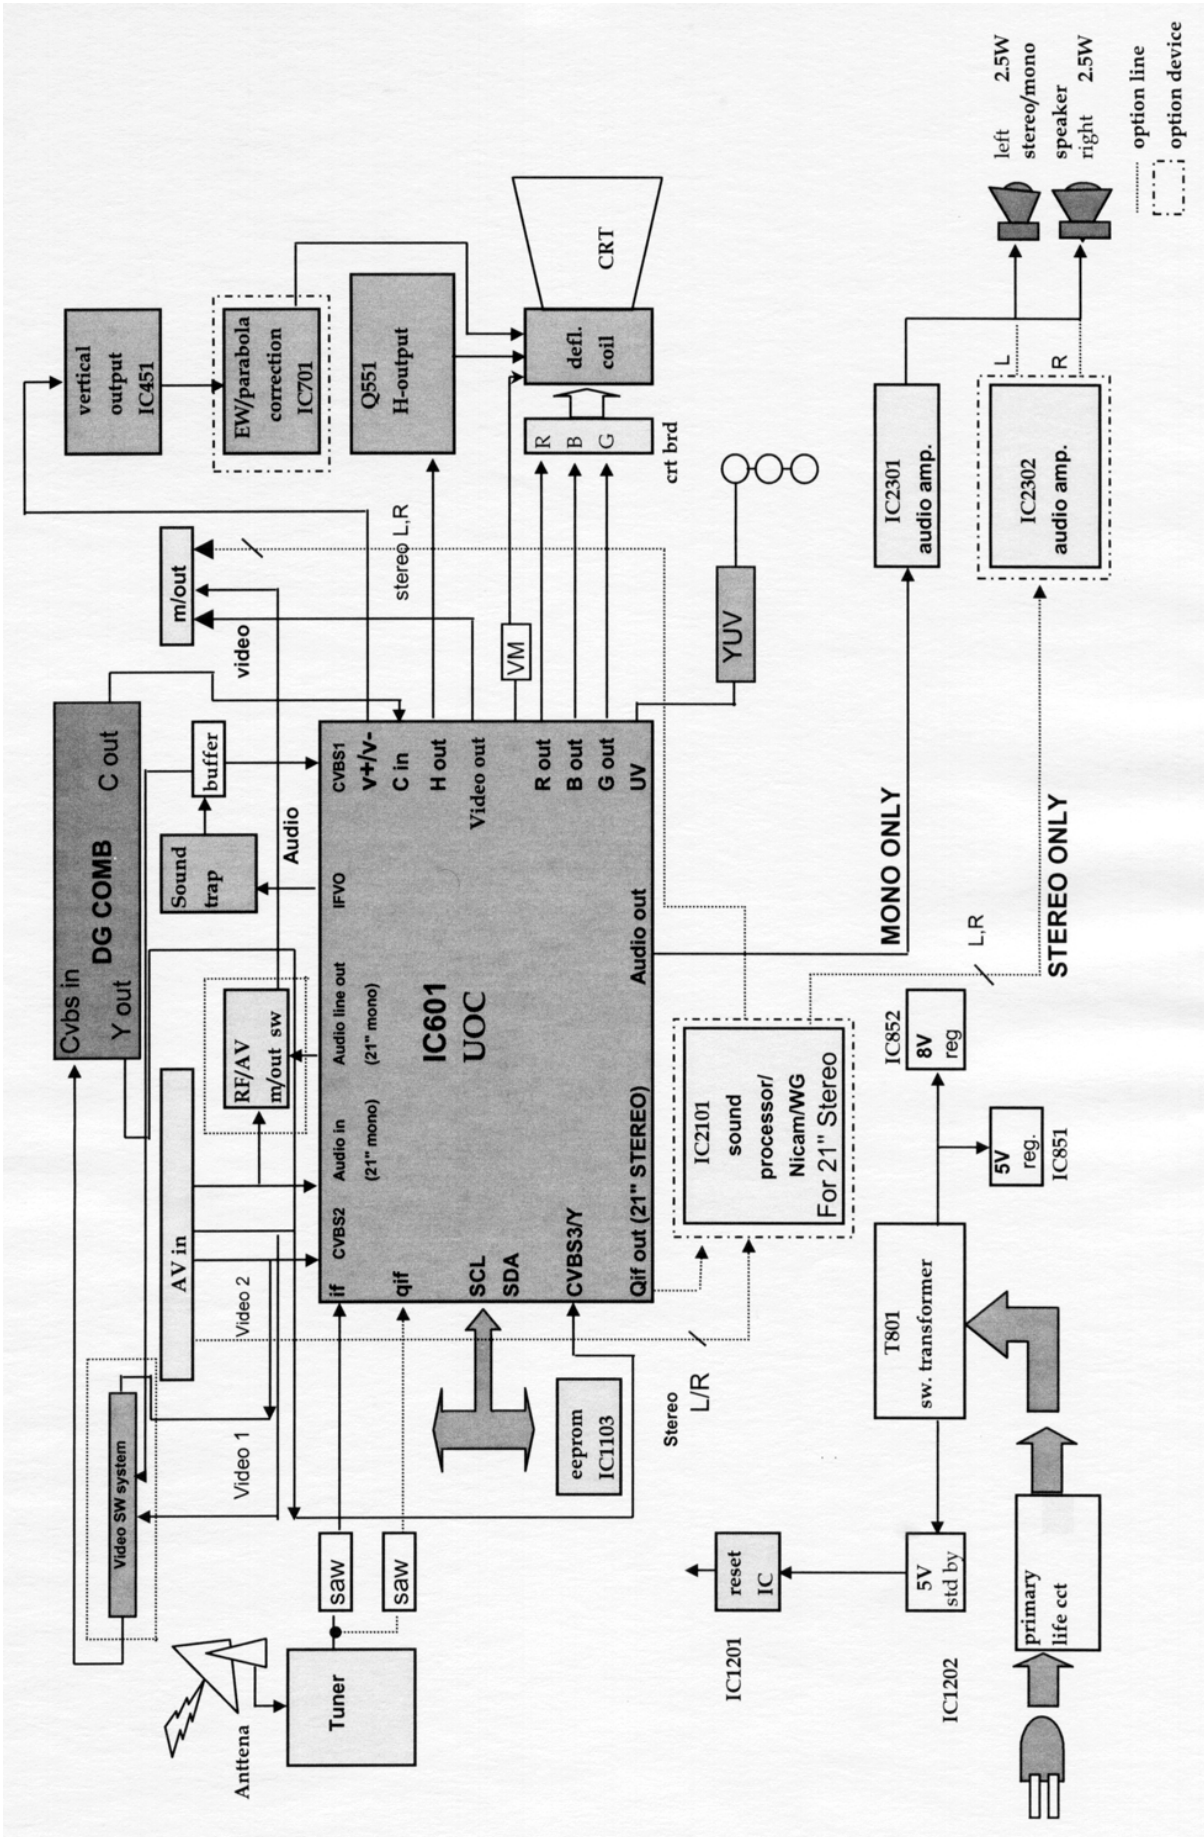 vertical
output
IC451
EW/parabola
correction
IC701
Q551
H-output
defl.
coil
CRT
R
B
G
crt brd
m/out
stereo L,R
video
VM
YUV
Cvbs in
DG COMB
Y out
C out
buffer
Sound
trap
Audio
RF/AV
m/out sw
AV in
Video 2
Video SW system
Video 1
Anttena
Tuner
saw
saw
IC601
UOC
CVBS1
IFVO
Audio line out
(21" mono)
Audio in
(21" mono)
CVBS2
if
qif
SCL
SDA
CVBS3/Y
Qif out (21" STEREO)
Audio out
v+/v-
C in
H out
Video out
R out
B out
G out
UV
eeprom
IC1103
Stereo
L/R
IC2101
sound
processor/
Nicam/WG
For 21" Stereo
MONO ONLY
STEREO ONLY
L,R
IC2301
audio amp.
IC2302
audio amp.
L
R
left 2.5W
stereo/mono
speaker
right 2.5W
option line
option device
IC852
8V
reg
5V
reg.
IC851
T801
sw. transformer
5V
std by
IC1202
reset
IC
IC1201
primary
life cct